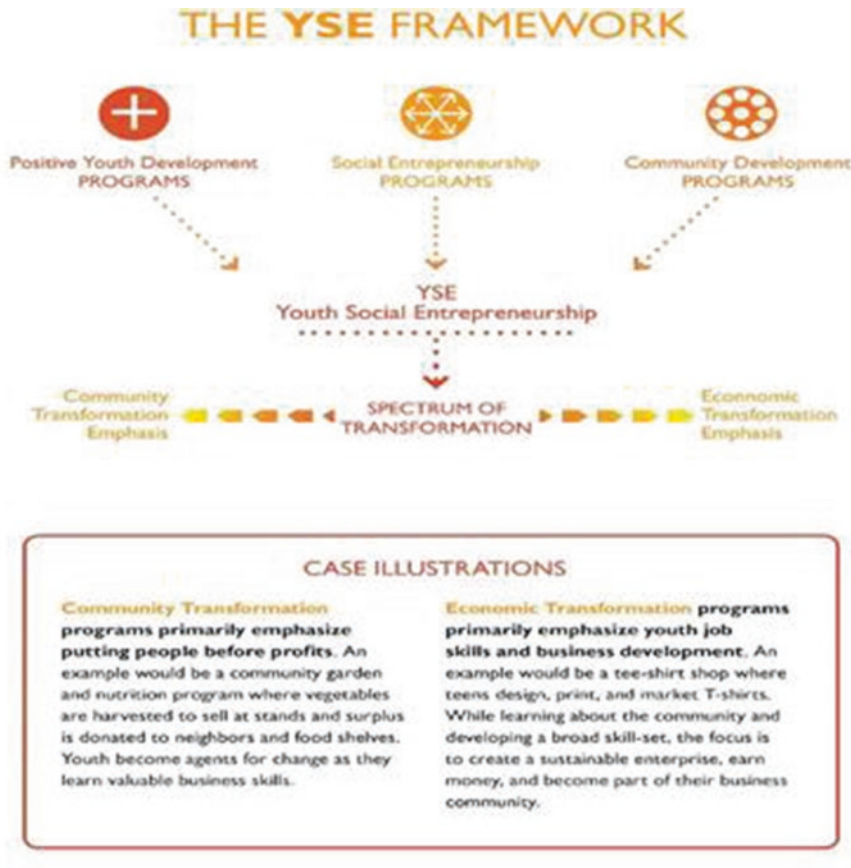 THE YSE FRAMEWORK
Positive Youth Development
PROGRAMS
Social Entrepreneurship
PROGRAMS
Community Development
PROGRAMS
YSE
Youth Social Entrepreneurship
Community
Transformation
Emphasis
SPECTRUM OF
TRANSFORMATION
Econnomic
Transformation
Emphasis
CASE ILLUSTRATIONS
Community Transformation
programs primarily emphasize
putting people before profits. An
example would be a community garden
and nutrition program where vegetables
are harvested to sell at stands and surplus
is donated to neighbors and food shelves.
Youth become agents for change as they
learn valuable business skills.
Economic Transformation programs
primarily emphasize youth job
skills and business development. An
example would be a tee-shirt shop where
teens design, print, and market T-shirts.
While learning about the community and
developing a broad skill-set, the focus is
to create a sustainable enterprise, earn
money, and become part of their business
community.